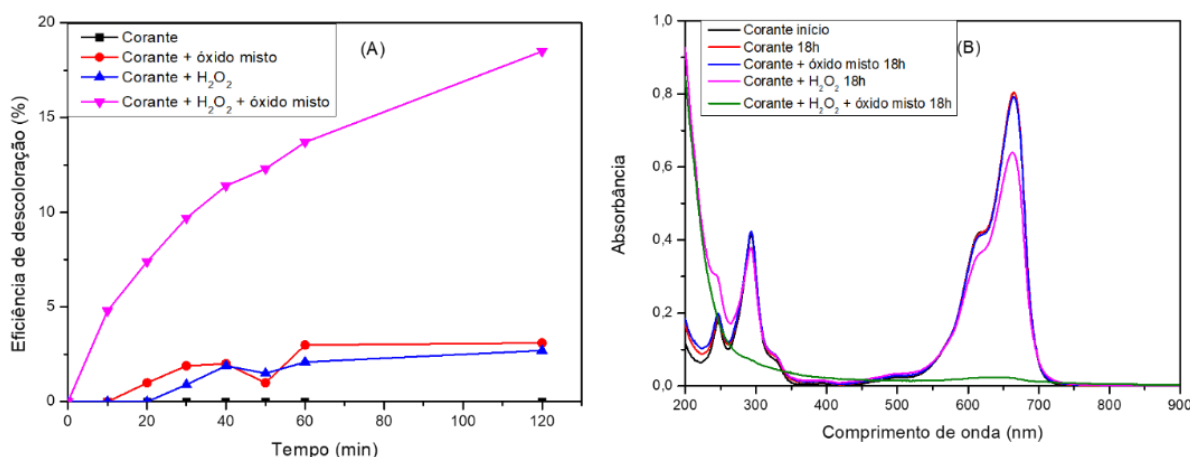 20
15
10
5
0
0
20
40
60
80
100
120
Eficiência de descoloração (%)
Tempo (min)
Corante
Corante + óxido misto
Corante + H₂O₂
Corante + H₂O₂ + óxido misto
(A)
1,0
0,8
0,6
0,4
0,2
0,0
200
300
400
500
600
700
800
900
Absorbância
Comprimento de onda (nm)
Corante início
Corante 18h
Corante + óxido misto 18h
Corante + H₂O₂ 18h
Corante + H₂O₂ + óxido misto 18h
(B)